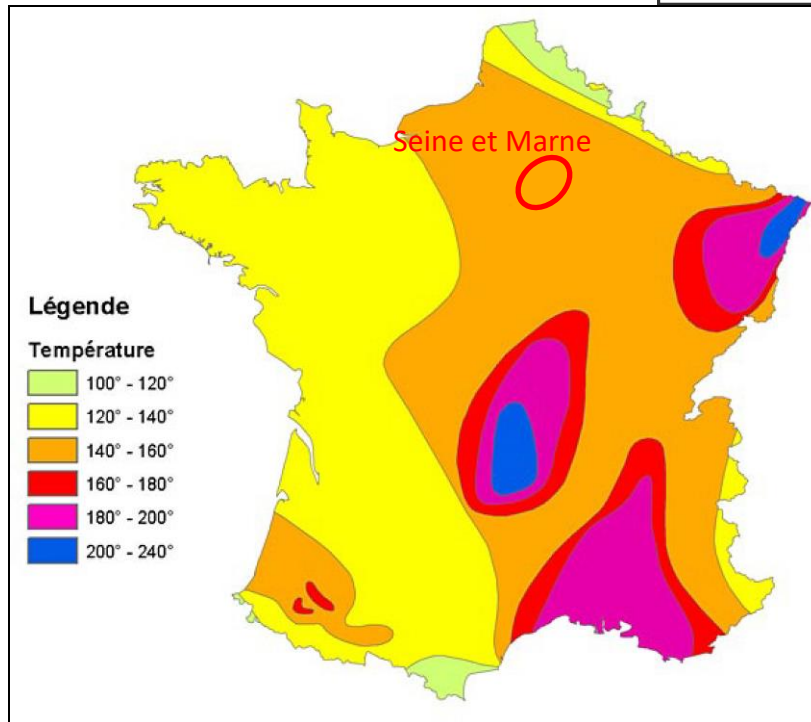 Seine et Marne
Légende
Température
100° - 120°
120° - 140°
140° - 160°
160° - 180°
180° - 200°
200° - 240°